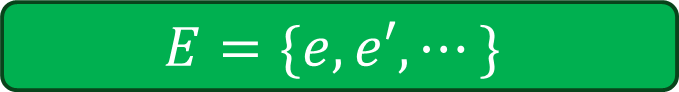 E = {e, e′, ⋯ }